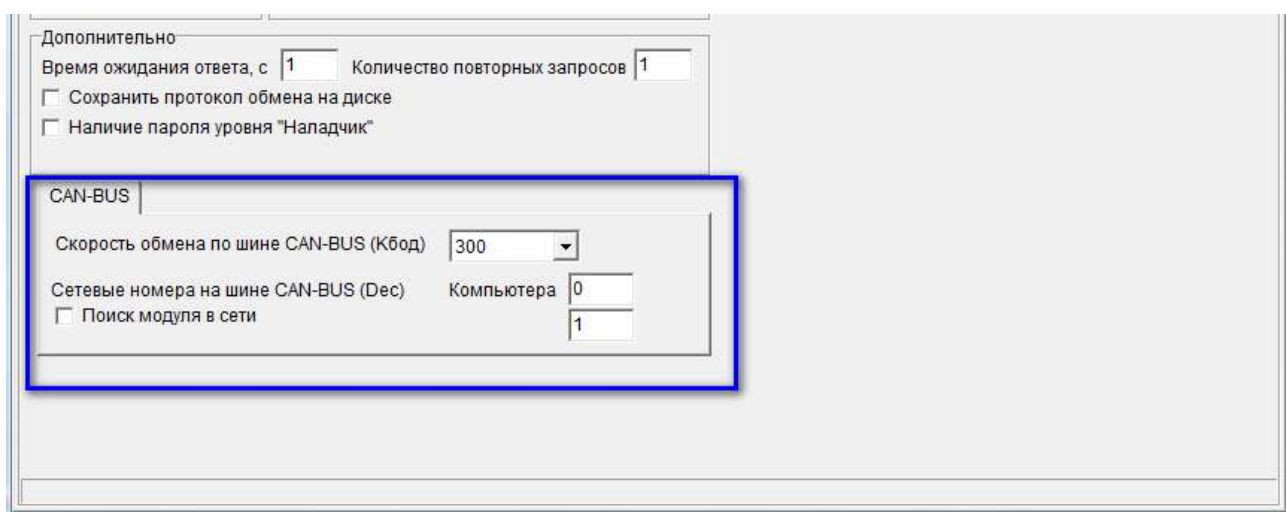 Дополнительно
Время ожидания ответа, с 1 Количество повторных запросов 1
Сохранить протокол обмена на диске
Наличие пароля уровня "Наладчик"
CAN-BUS
Скорость обмена по шине CAN-BUS (Кбод) 300
Сетевые номера на шине CAN-BUS (Dec) Компьютера 0
Поиск модуля в сети 1